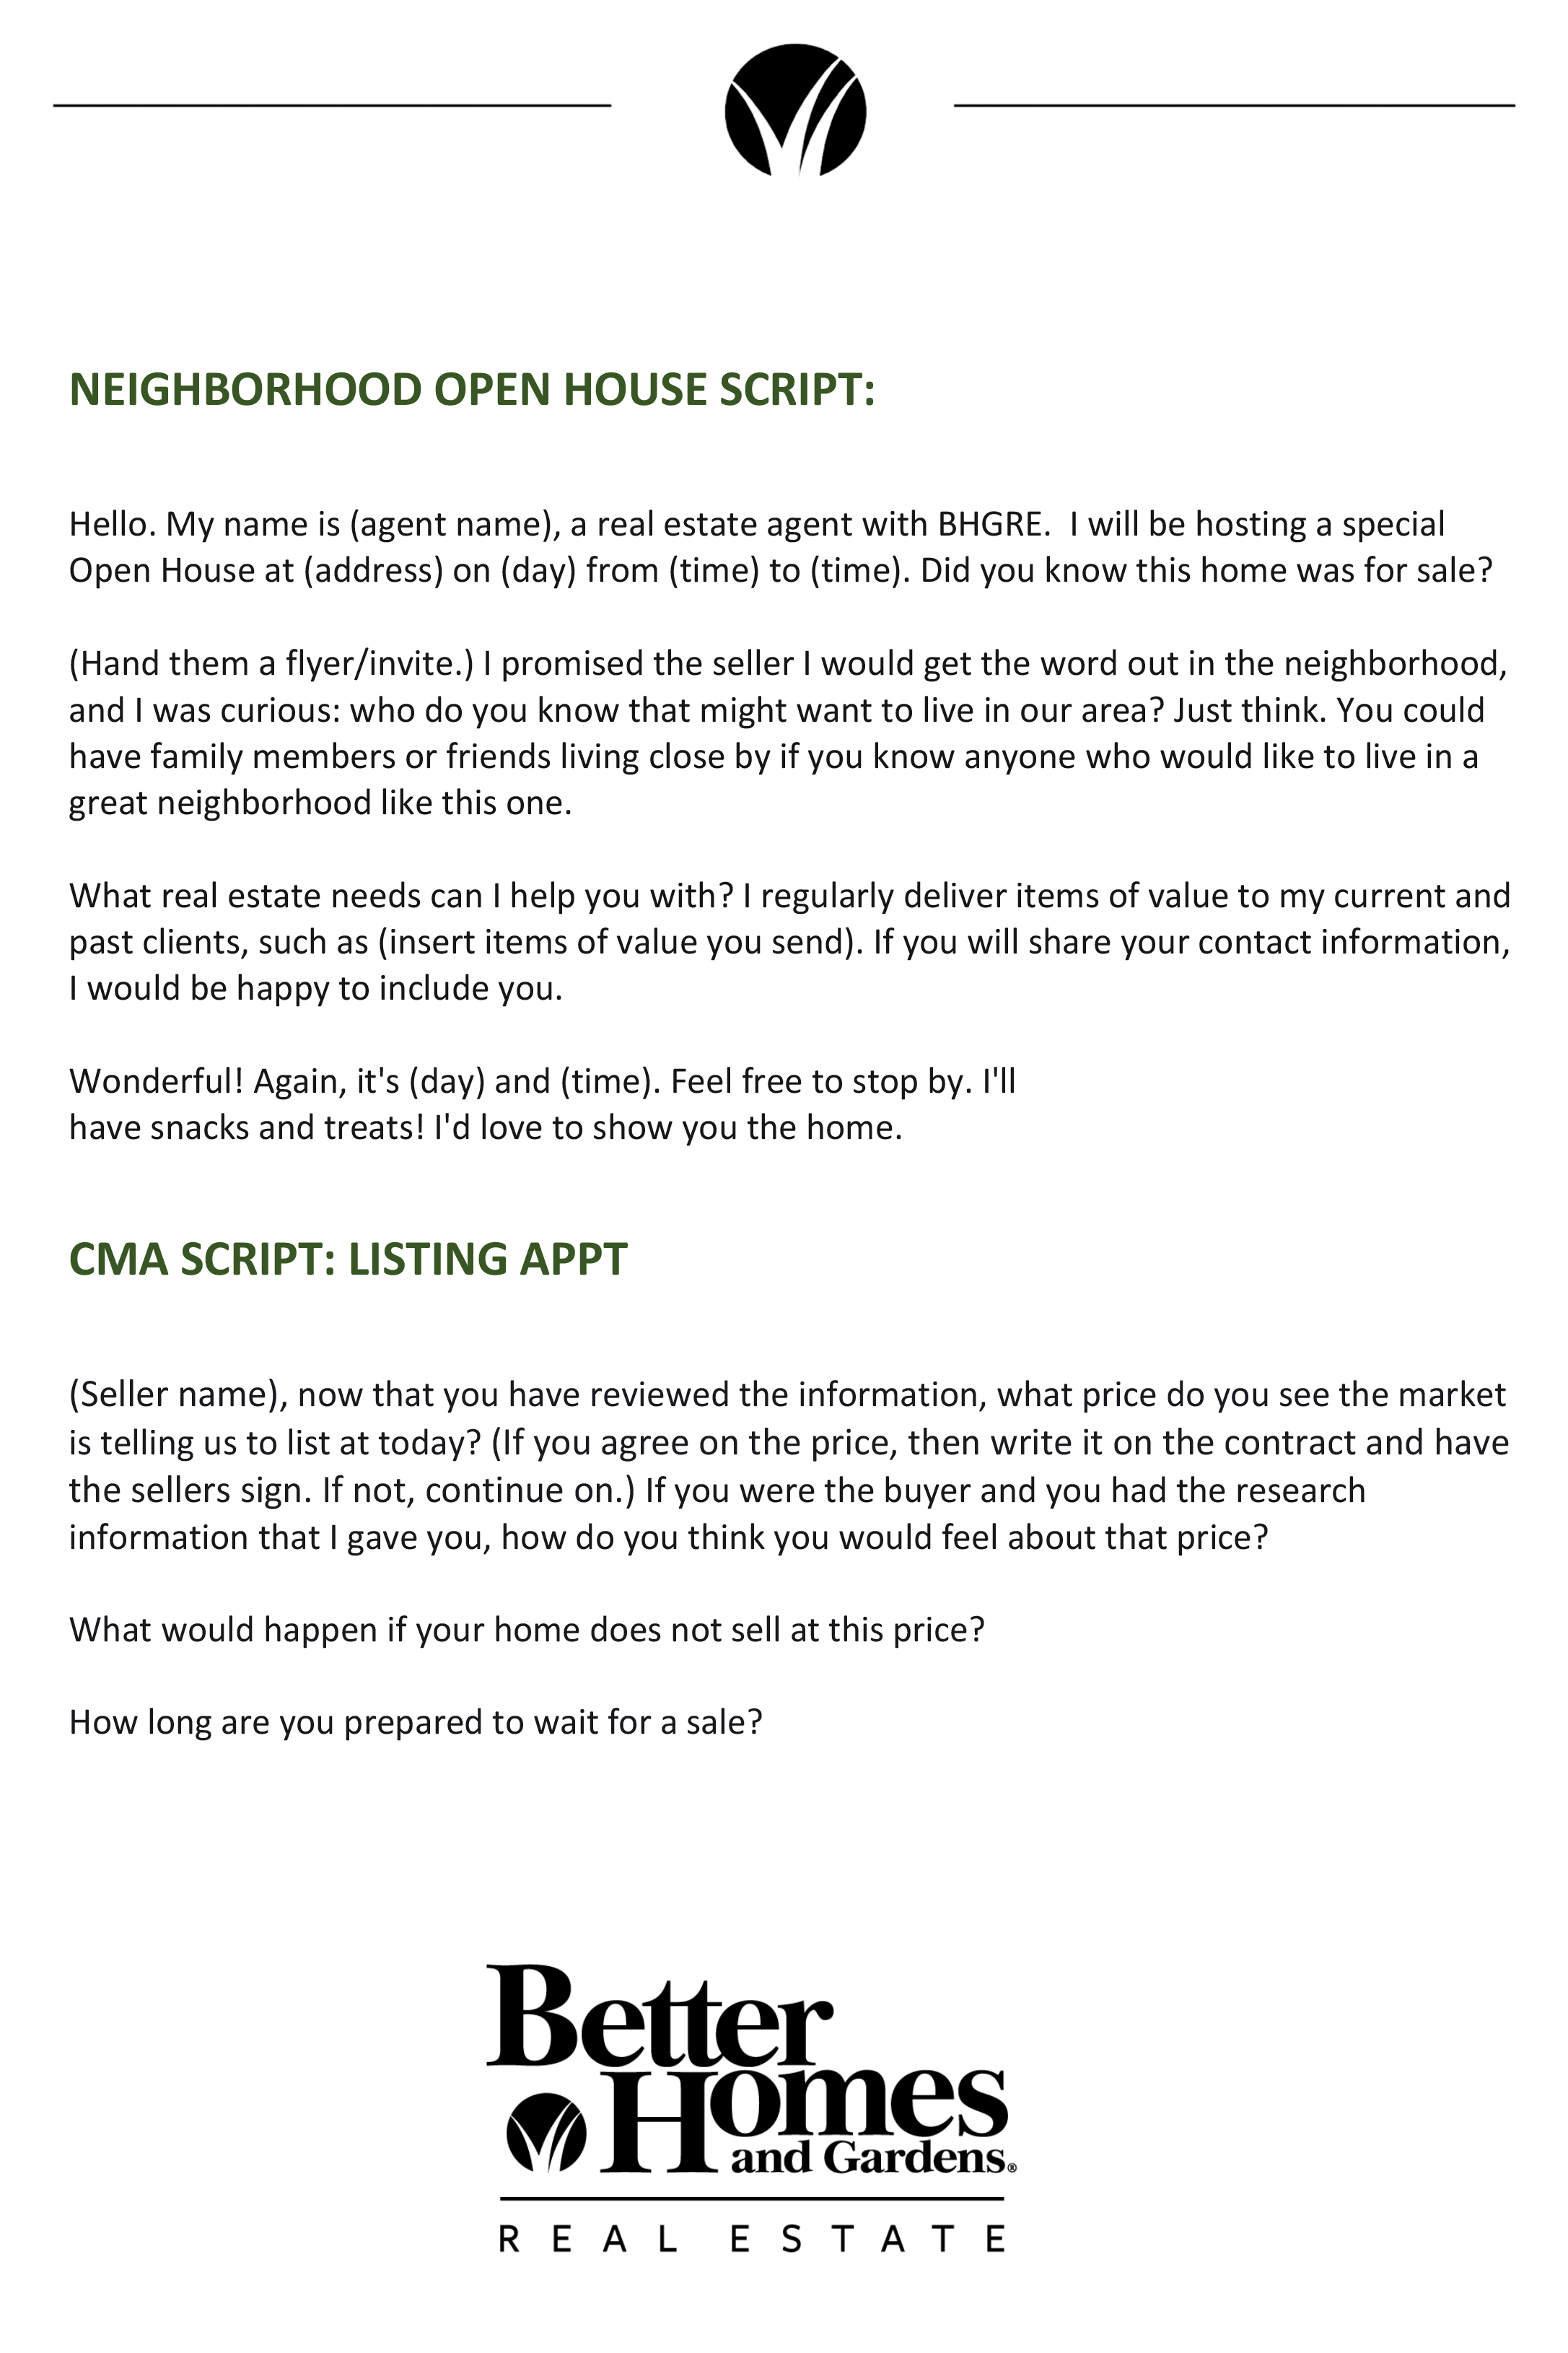 NEIGHBORHOOD OPEN HOUSE SCRIPT:
Hello. My name is (agent name), a real estate agent with BHGRE.  I will be hosting a special
Open House at (address) on (day) from (time) to (time). Did you know this home was for sale?
(Hand them a flyer/invite.) I promised the seller I would get the word out in the neighborhood,
and I was curious: who do you know that might want to live in our area? Just think. You could
have family members or friends living close by if you know anyone who would like to live in a
great neighborhood like this one.
What real estate needs can I help you with? I regularly deliver items of value to my current and
past clients, such as (insert items of value you send). If you will share your contact information,
I would be happy to include you.
Wonderful! Again, it's (day) and (time). Feel free to stop by. I'll
have snacks and treats! I'd love to show you the home.
CMA SCRIPT: LISTING APPT
(Seller name), now that you have reviewed the information, what price do you see the market
is telling us to list at today? (If you agree on the price, then write it on the contract and have
the sellers sign. If not, continue on.) If you were the buyer and you had the research
information that I gave you, how do you think you would feel about that price?
What would happen if your home does not sell at this price?
How long are you prepared to wait for a sale?
Better
Homes
and Gardens®
REAL ESTATE